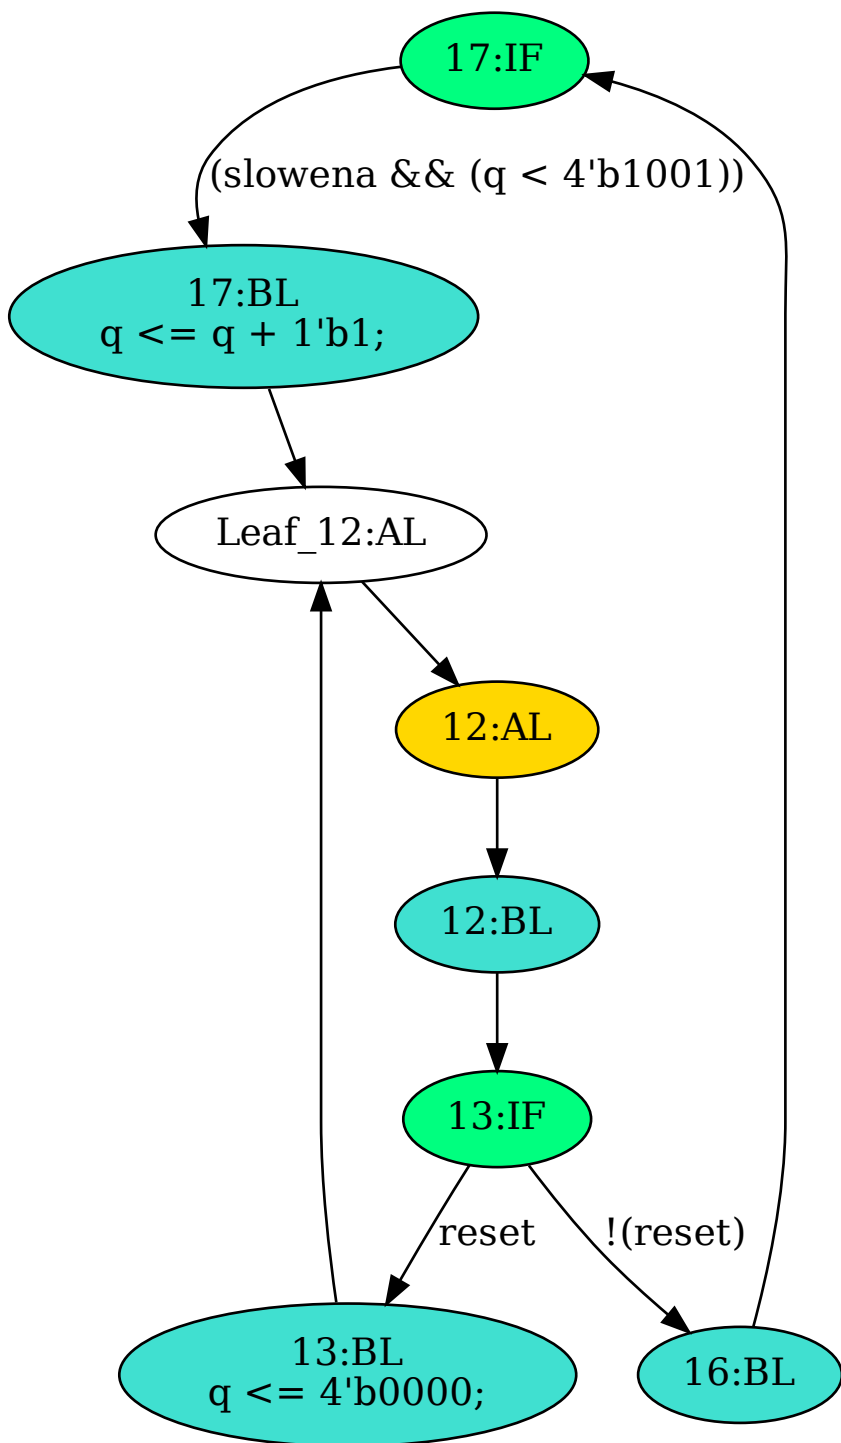 17:IF
(slowena && (q < 4'b1001))
17:BL
q <= q + 1'b1;
Leaf_12:AL
12:AL
12:BL
13:IF
reset
!(reset)
13:BL
q <= 4'b0000;
16:BL